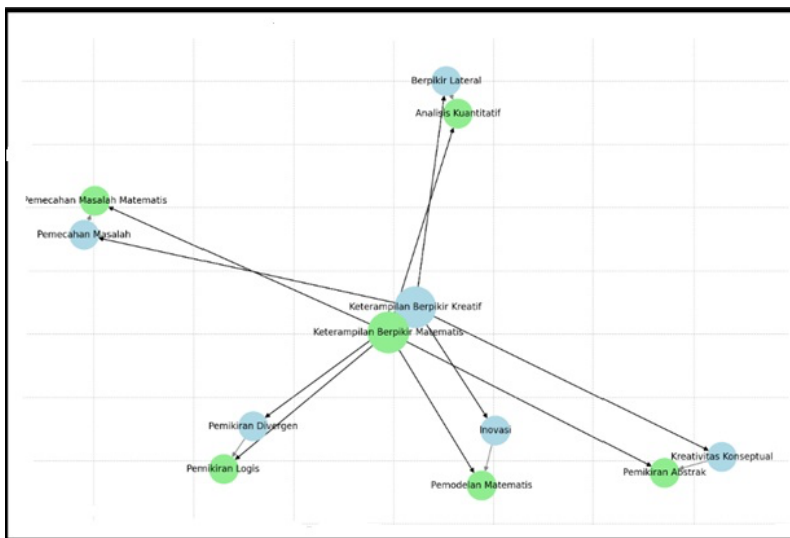 Berpikir Lateral
Analisis Kuantitatif
Pemecahan Masalah Matematis
Pemecahan Masalah
Keterampilan Berpikir Kreatif
Keterampilan Berpikir Matematis
Pemikiran Divergen
Inovasi
Pemikiran Logis
Kreativitas Konseptual
Pemikiran Abstrak
Pemodelan Matematis